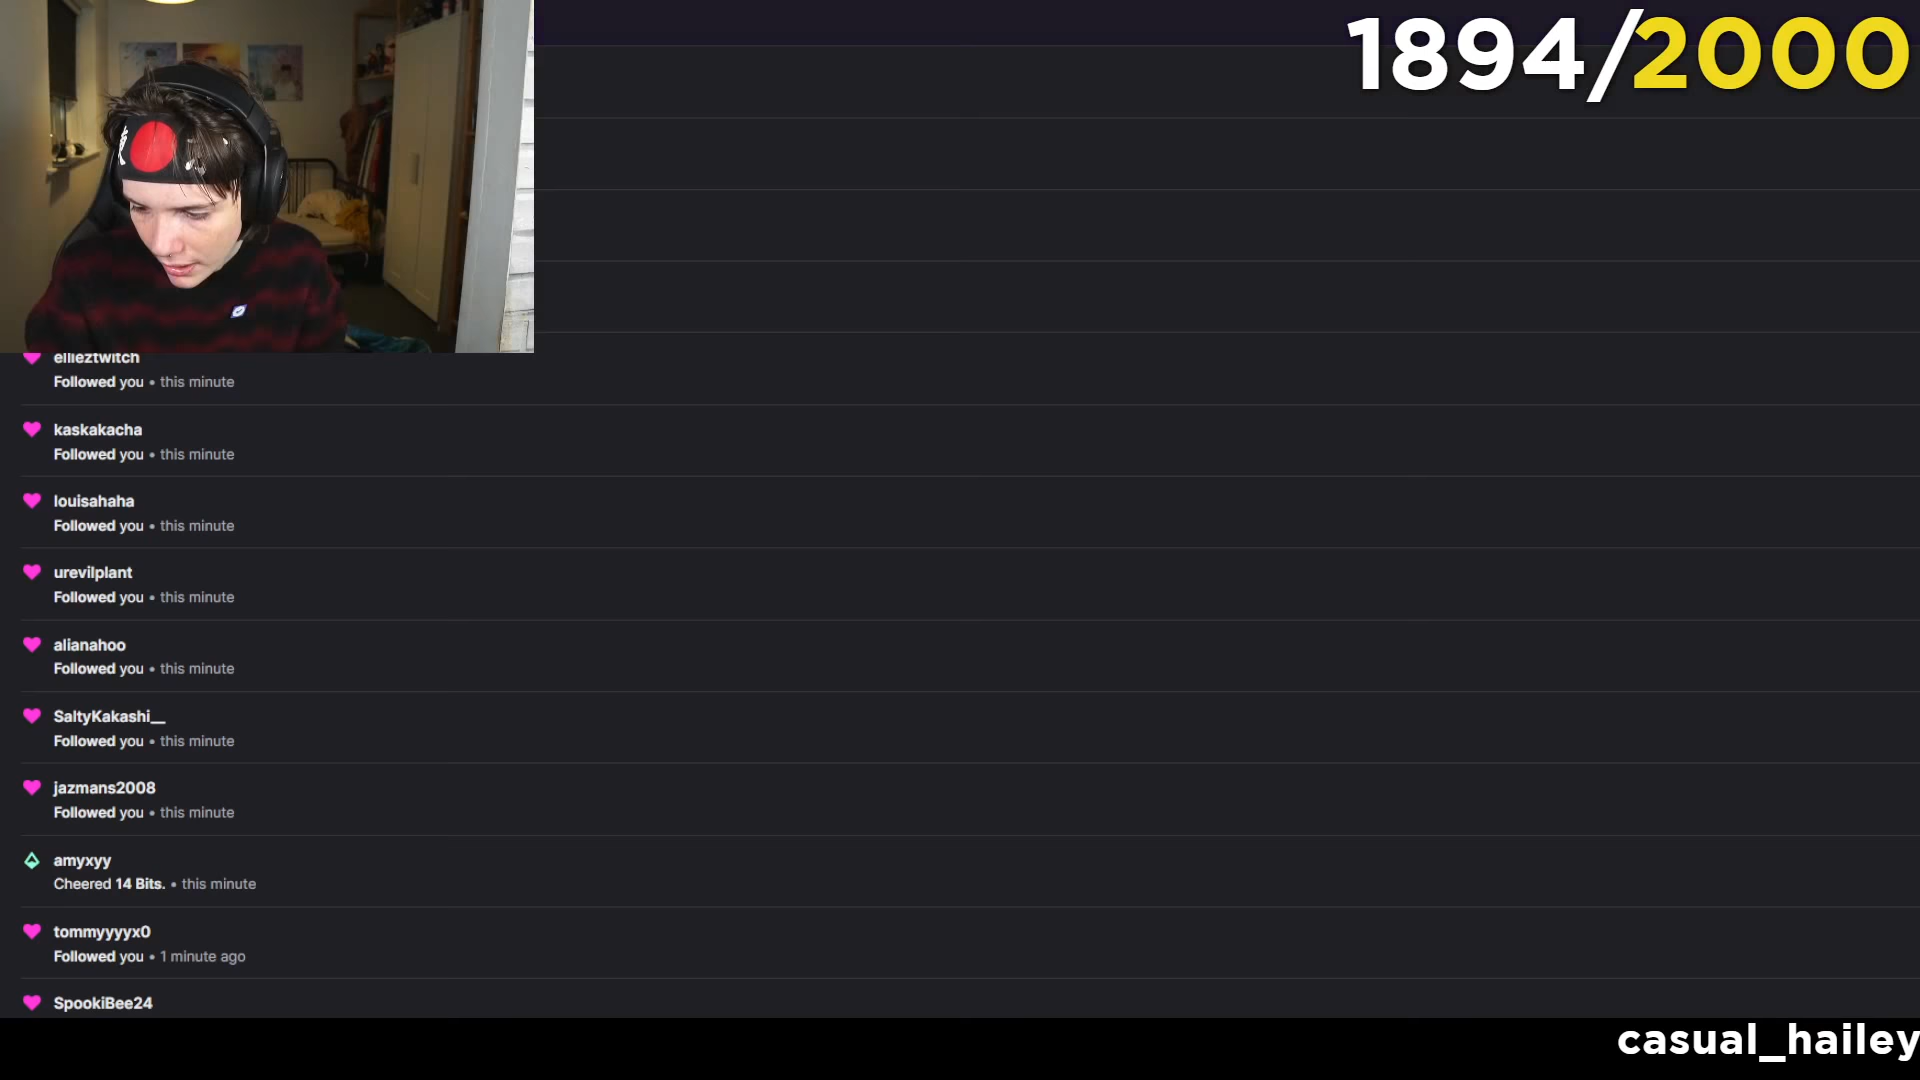 1894/2000
ellieztwitch
Followed you • this minute
kaskakacha
Followed you • this minute
louisahaha
Followed you • this minute
urevilplant
Followed you • this minute
alianahoo
Followed you • this minute
SaltyKakashi__
Followed you • this minute
jazmans2008
Followed you • this minute
amyxyy
Cheered 14 Bits. • this minute
tommyyyyx0
Followed you • 1 minute ago
SpookiBee24
casual_hailey